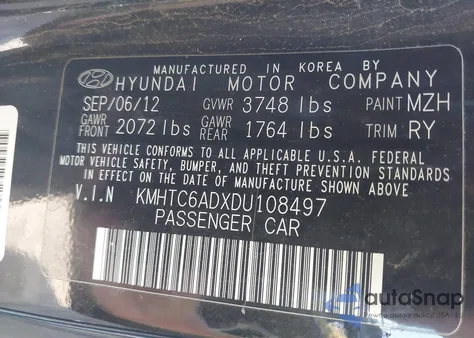 MANUFACTURED IN KOREA BY
HYUNDAI MOTOR COMPANY
SEP/06/12 GVWR 3748 lbs PAINT MZH
GAWR FRONT 2072 lbs GAWR REAR 1764 lbs TRIM RY
THIS VEHICLE CONFORMS TO ALL APPLICABLE U.S.A. FEDERAL
MOTOR VEHICLE SAFETY, BUMPER, AND THEFT PREVENTION STANDARDS
IN EFFECT ON THE DATE OF MANUFACTURE SHOWN ABOVE.
V.I.N KMHTC6ADXDU108497
PASSENGER CAR
autoSnap